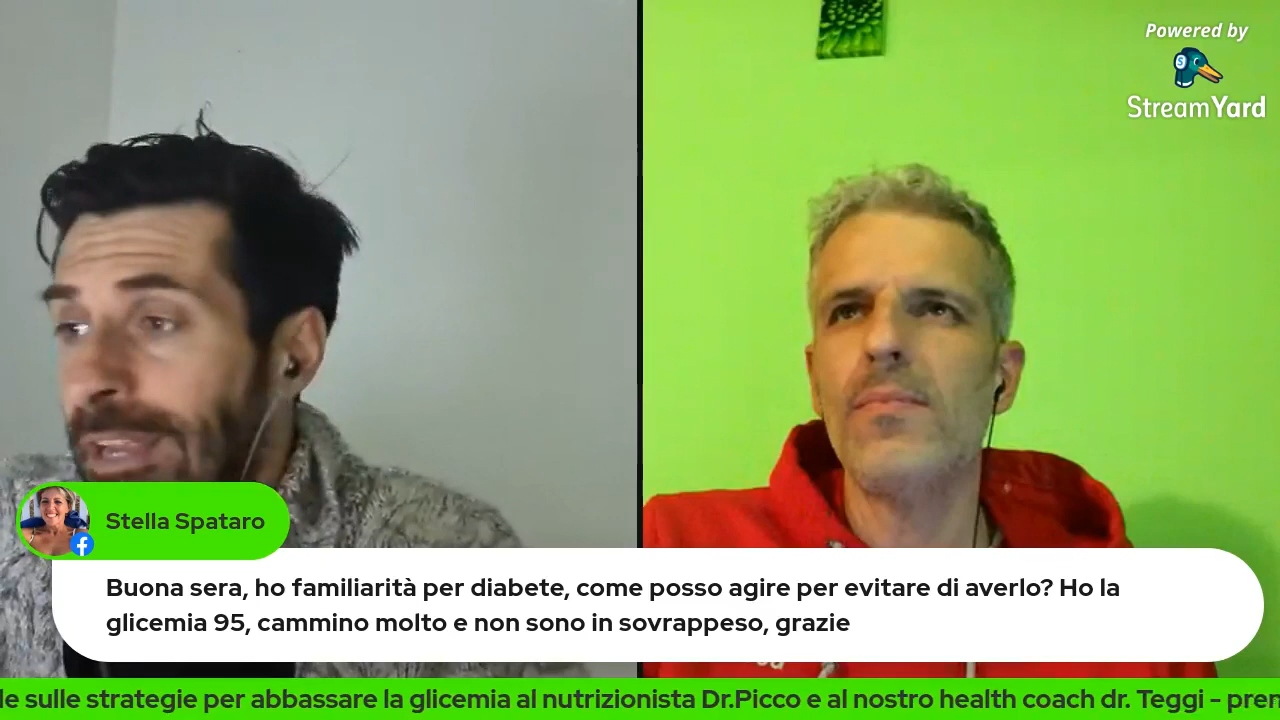 Powered by
StreamYard
Stella Spataro
Buona sera, ho familiarità per diabete, come posso agire per evitare di averlo? Ho la
glicemia 95, cammino molto e non sono in sovrappeso, grazie
sulle strategie per abbassare la glicemia al nutrizionista Dr.Picco e al nostro health coach dr. Teggi -